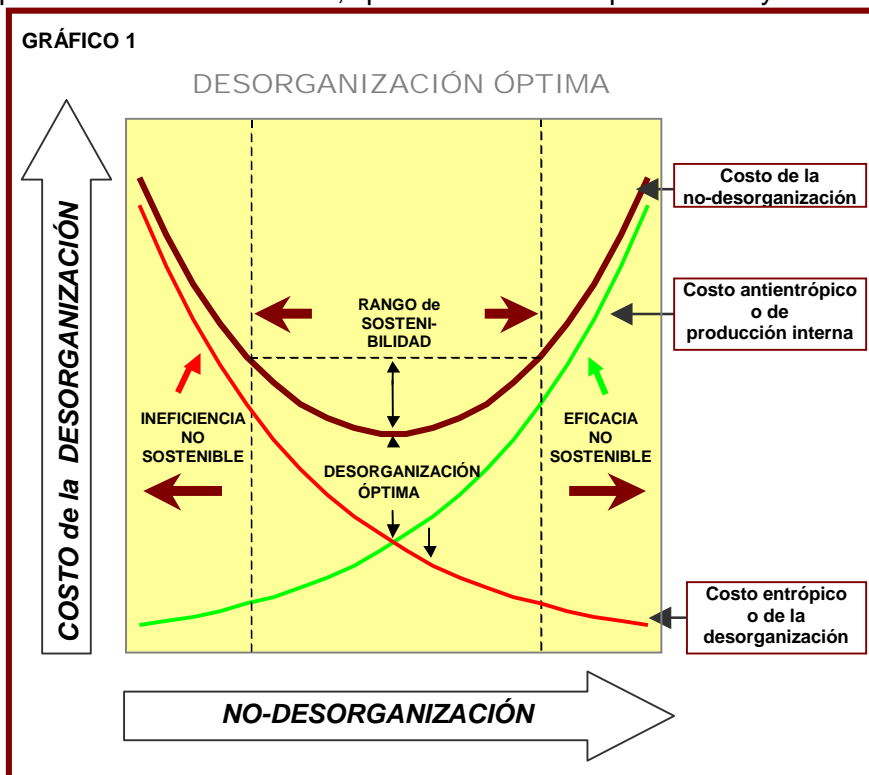 GRÁFICO 1
DESORGANIZACIÓN ÓPTIMA
COSTO de la DESORGANIZACIÓN
Costo de la
no-desorganización
RANGO de
SOSTENI-
BILIDAD
Costo antientrópico
o de
producción interna
INEFICIENCIA
NO
SOSTENIBLE
EFICACIA
NO
SOSTENIBLE
DESORGANIZACIÓN
ÓPTIMA
Costo entrópico
o de la
desorganización
NO-DESORGANIZACIÓN